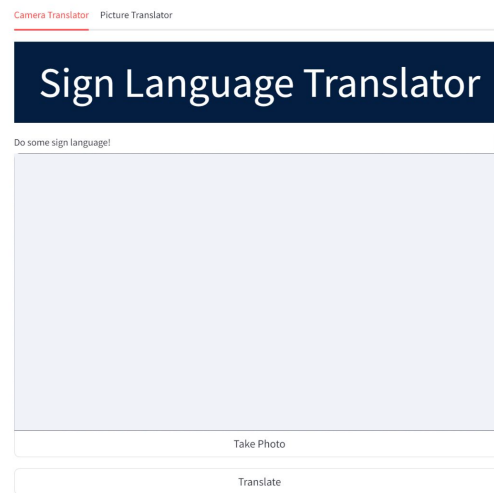 Camera Translator Picture Translator
Sign Language Translator
Do some sign language!
Take Photo
Translate